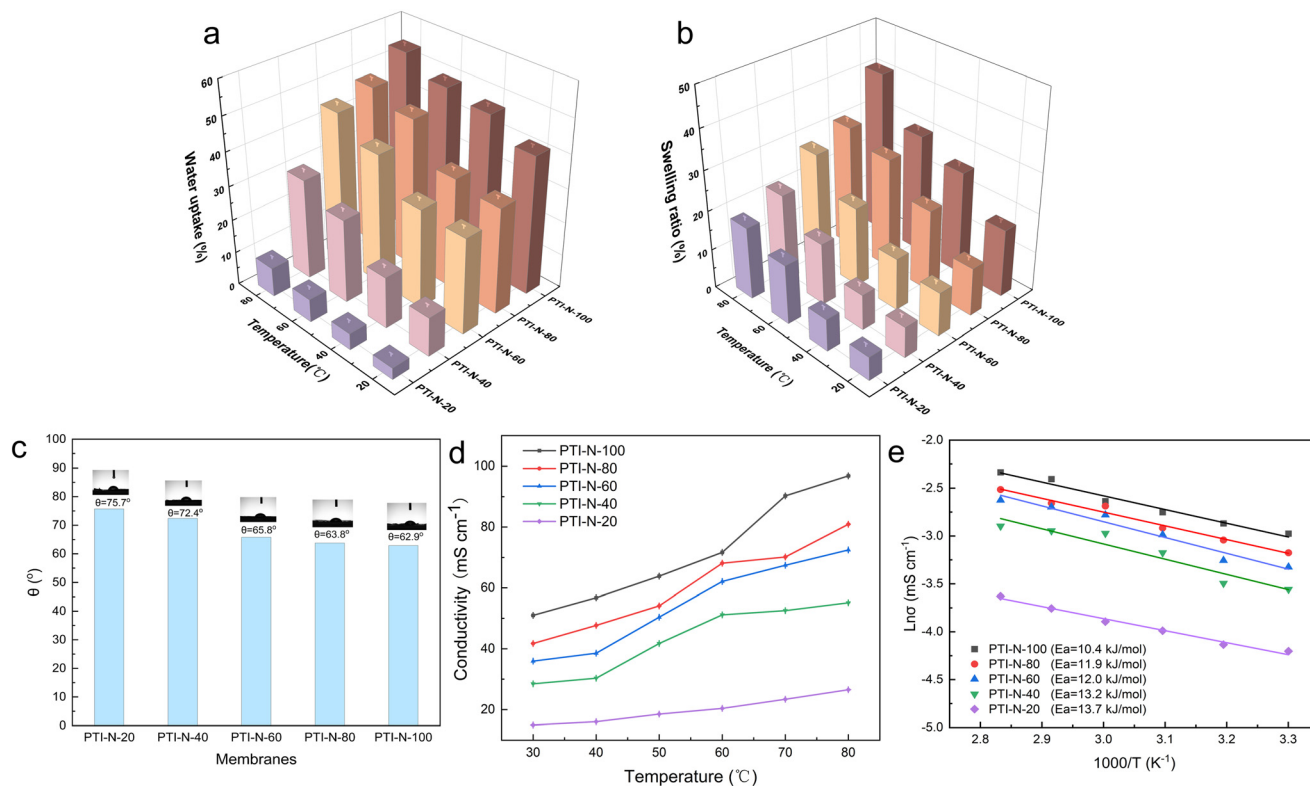 a
60
50
40
30
20
10
0
Water uptake (%)
80
60
40
20
Temperature(℃)
PTI-N-20
PTI-N-40
PTI-N-60
PTI-N-80
PTI-N-100
b
50
40
30
20
10
0
Swelling ratio (%)
80
60
40
20
Temperature (℃)
PTI-N-20
PTI-N-40
PTI-N-60
PTI-N-80
PTI-N-100
c
100
90
80
70
60
50
40
30
20
10
0
θ (°)
θ=75.7°
θ=72.4°
θ=65.8°
θ=63.8°
θ=62.9°
PTI-N-20 PTI-N-40 PTI-N-60 PTI-N-80 PTI-N-100
Membranes
d
PTI-N-100
PTI-N-80
PTI-N-60
PTI-N-40
PTI-N-20
100
80
60
40
20
Conductivity (mS cm⁻¹)
30 40 50 60 70 80
Temperature (℃)
e
-2.0
-2.5
-3.0
-3.5
-4.0
-4.5
-5.0
Lnσ (mS cm⁻¹)
PTI-N-100 (Ea=10.4 kJ/mol)
PTI-N-80 (Ea=11.9 kJ/mol)
PTI-N-60 (Ea=12.0 kJ/mol)
PTI-N-40 (Ea=13.2 kJ/mol)
PTI-N-20 (Ea=13.7 kJ/mol)
2.8 2.9 3.0 3.1 3.2 3.3
1000/T (K⁻¹)